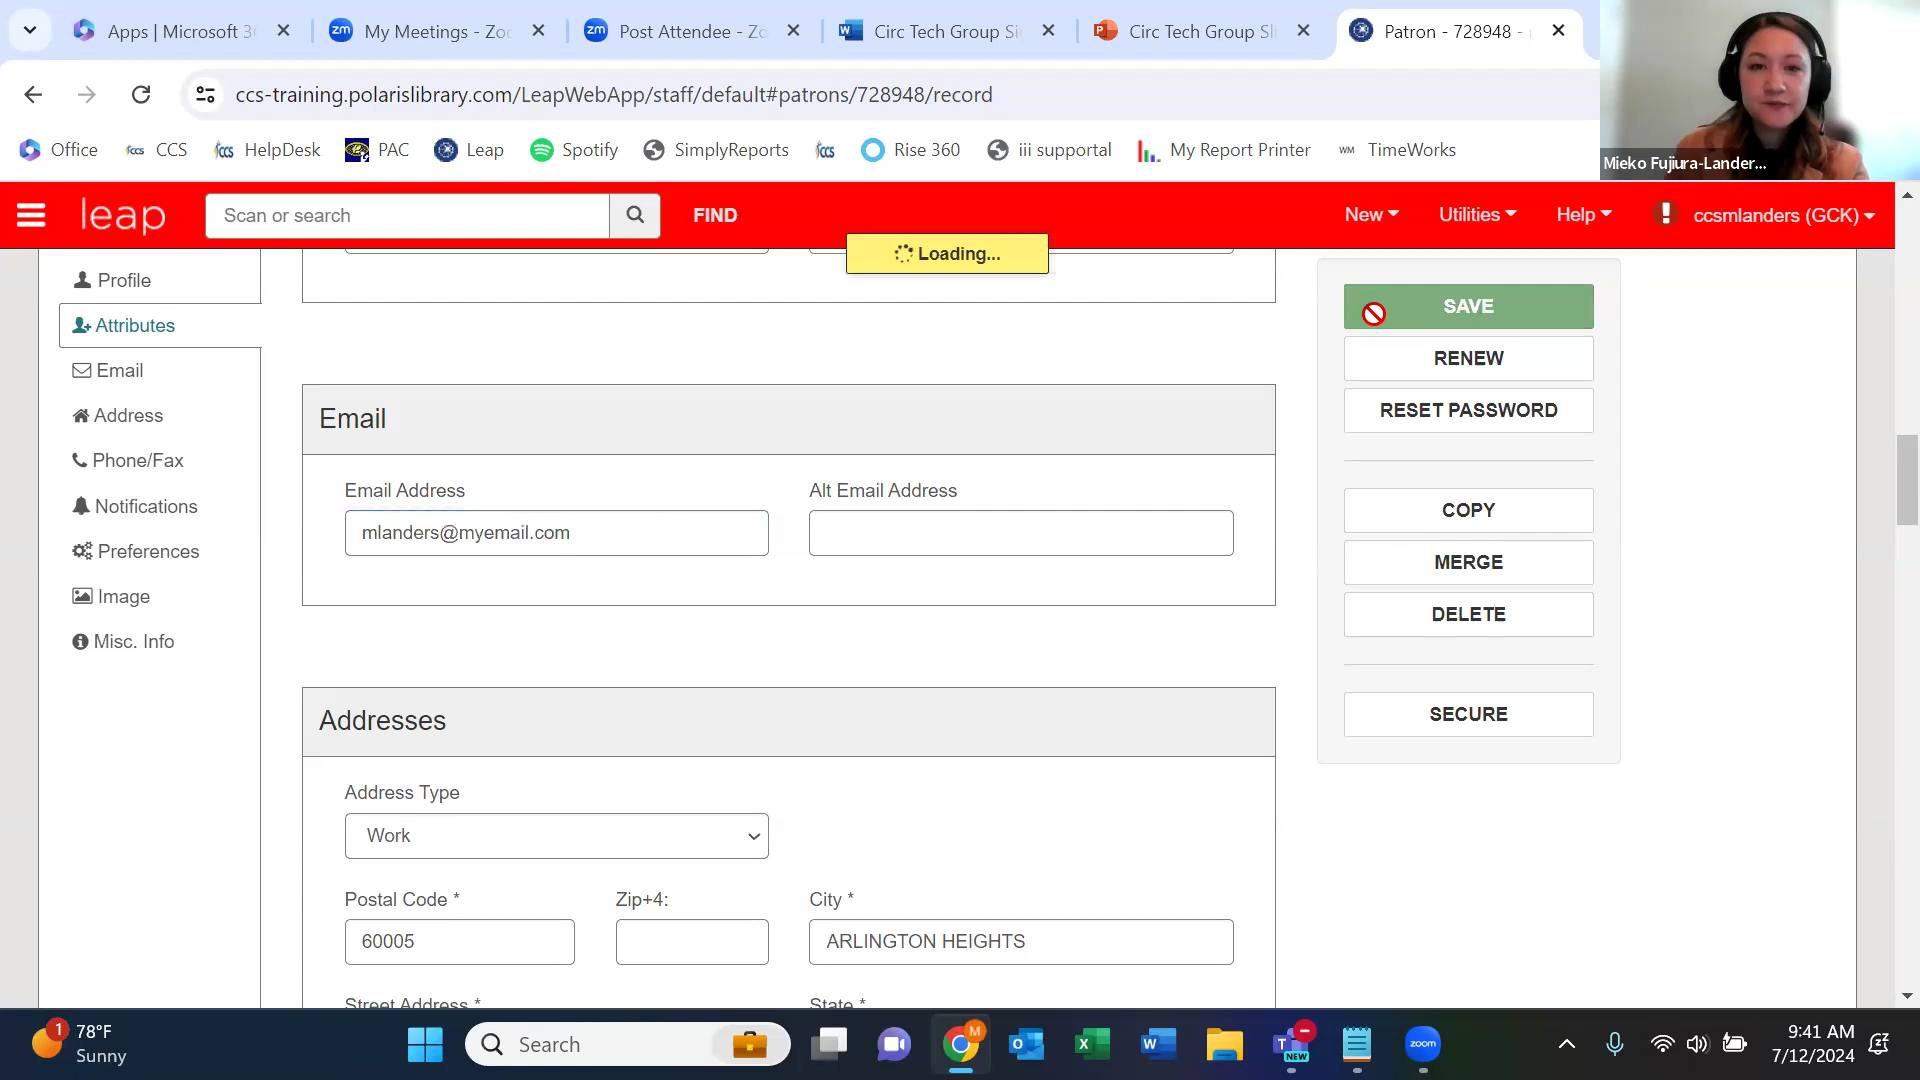 Apps | Microsoft 3
My Meetings - Zo
Post Attendee - Zo
Circ Tech Group Si
Circ Tech Group Sl
Patron - 728948 -
ccs-training.polarislibrary.com/LeapWebApp/staff/default#patrons/728948/record
Office
CCS
HelpDesk
PAC
Leap
Spotify
SimplyReports
Rise 360
iii supportal
My Report Printer
WM
TimeWorks
Mieko Fujiura-Lander...
leap
Scan or search
FIND
New
Utilities
Help
ccsmlanders (GCK)
Loading...
Profile
Attributes
Email
Address
Phone/Fax
Notifications
Preferences
Image
Misc. Info
Email
Email Address
Alt Email Address
mlanders@myemail.com
Addresses
Address Type
Work
Postal Code *
Zip+4:
City *
60005
ARLINGTON HEIGHTS
Street Address *
State *
SAVE
RENEW
RESET PASSWORD
COPY
MERGE
DELETE
SECURE
1
78°F
Sunny
Search
M
NEW
zoom
9:41 AM
7/12/2024